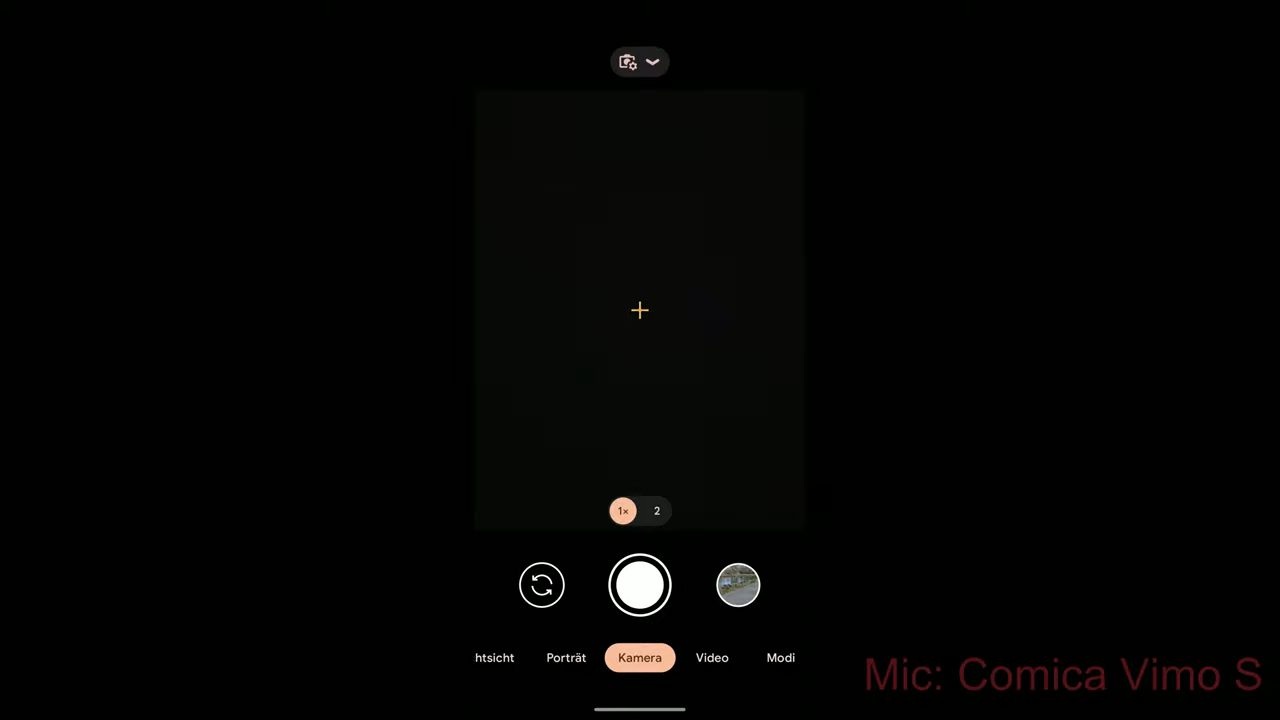 1×
2
htsicht
Porträt
Kamera
Video
Modi
Mic: Comica Vimo S